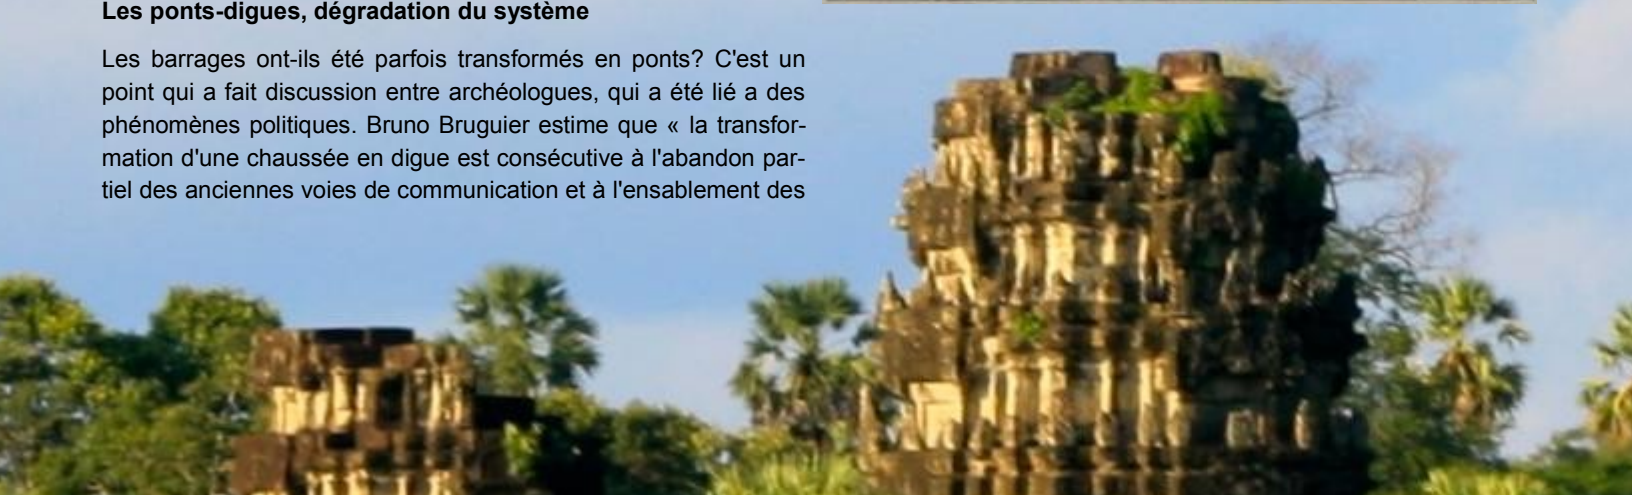 Les ponts-digues, dégradation du système
Les barrages ont-ils été parfois transformés en ponts? C'est un
point qui a fait discussion entre archéologues, qui a été lié a des
phénomènes politiques. Bruno Bruguier estime que « la transfor-
mation d'une chaussée en digue est consécutive à l'abandon par-
tiel des anciennes voies de communication et à l'ensablement des